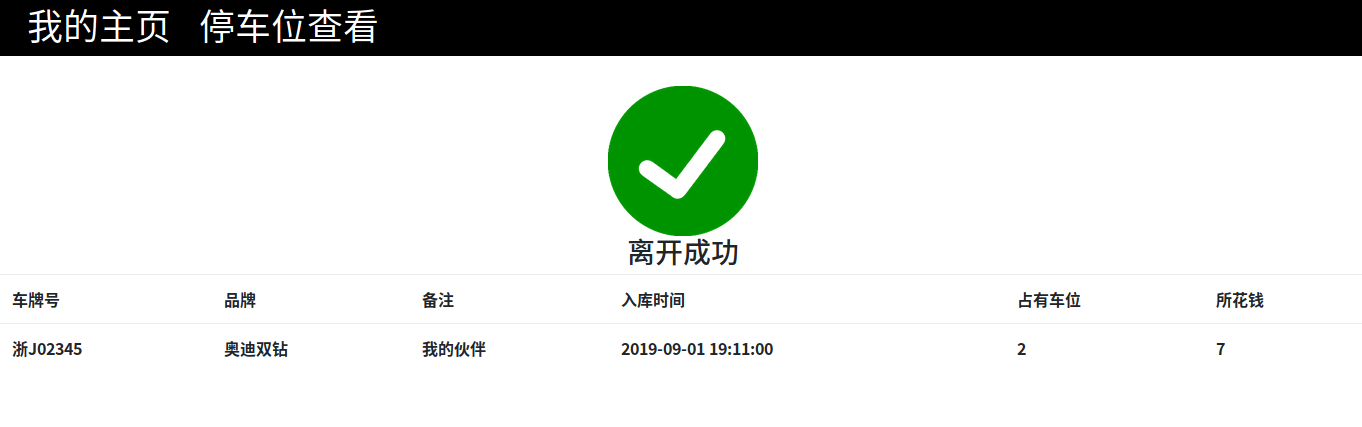 我的主页 停车位查看
离开成功
车牌号 品牌 备注 入库时间 占有车位 所花钱
浙J02345 奥迪双钻 我的伙伴 2019-09-01 19:11:00 2 7